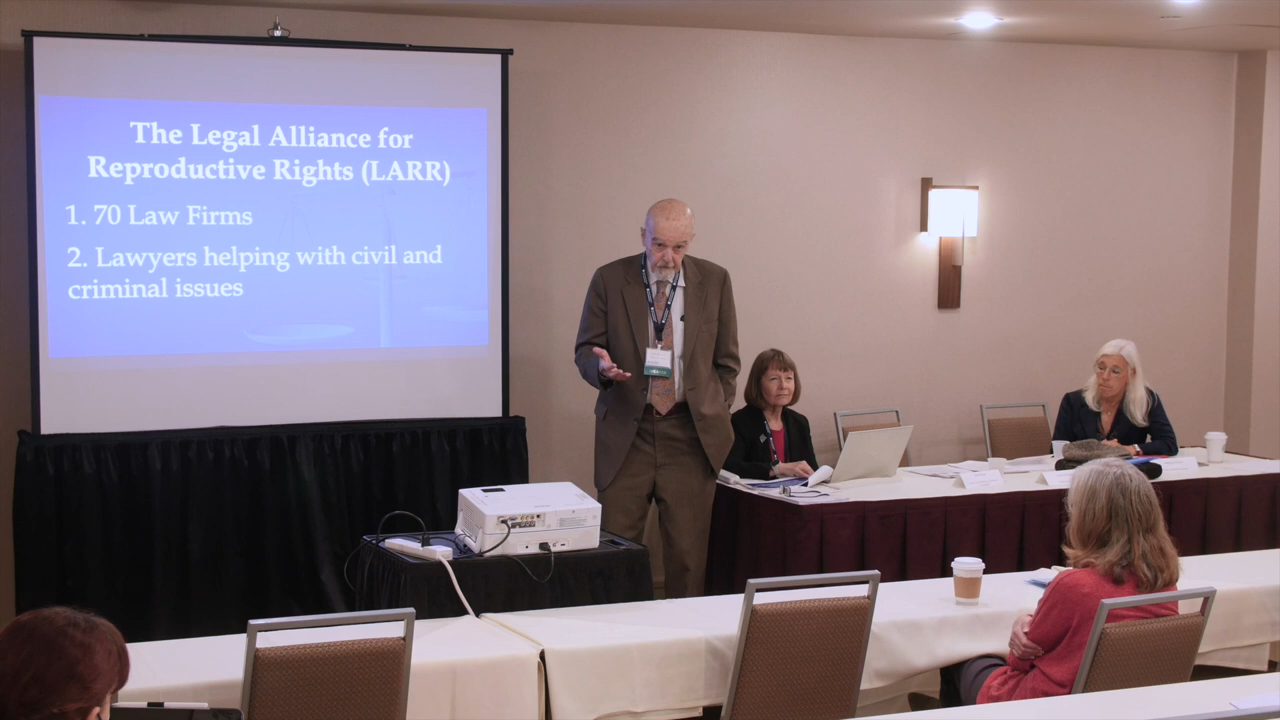 The Legal Alliance for
Reproductive Rights (LARR)
1. 70 Law Firms
2. Lawyers helping with civil and
criminal issues